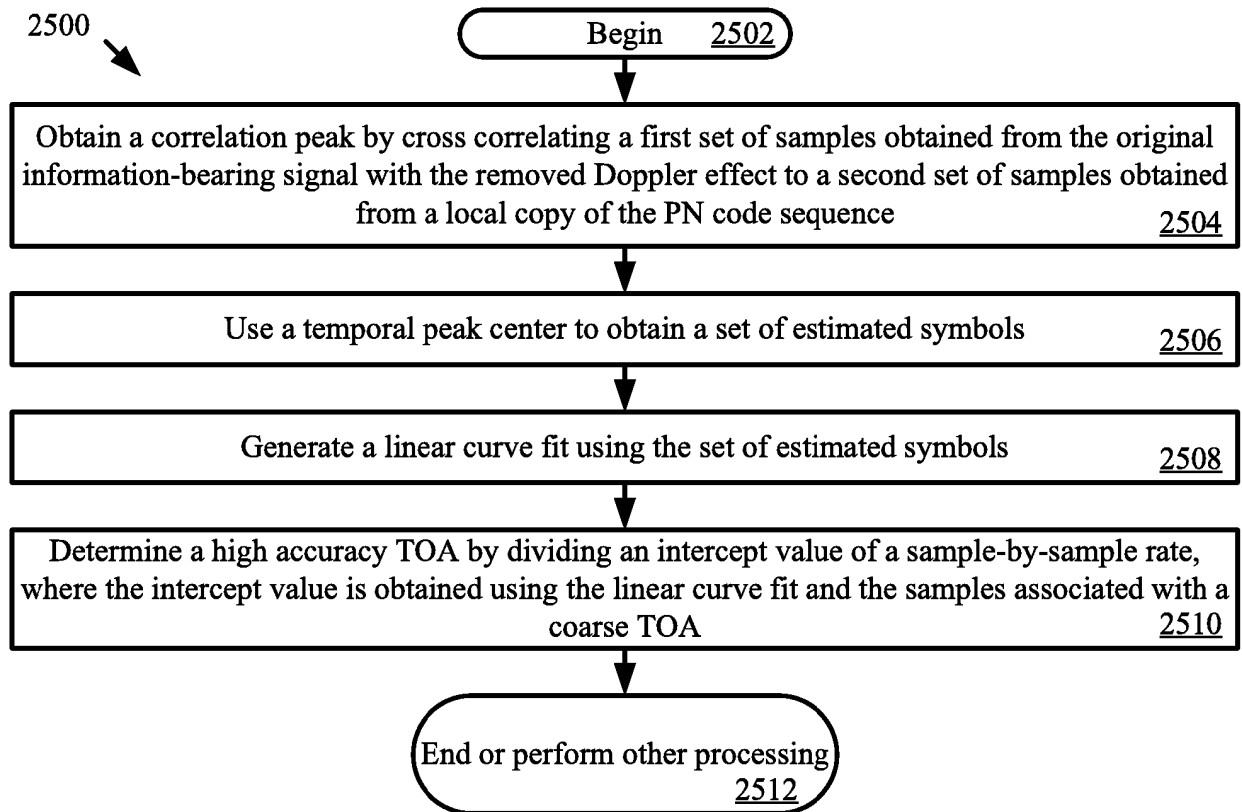 2500
Begin 2502
Obtain a correlation peak by cross correlating a first set of samples obtained from the original
information-bearing signal with the removed Doppler effect to a second set of samples obtained
from a local copy of the PN code sequence
2504
Use a temporal peak center to obtain a set of estimated symbols
2506
Generate a linear curve fit using the set of estimated symbols
2508
Determine a high accuracy TOA by dividing an intercept value of a sample-by-sample rate,
where the intercept value is obtained using the linear curve fit and the samples associated with a
coarse TOA
2510
End or perform other processing
2512